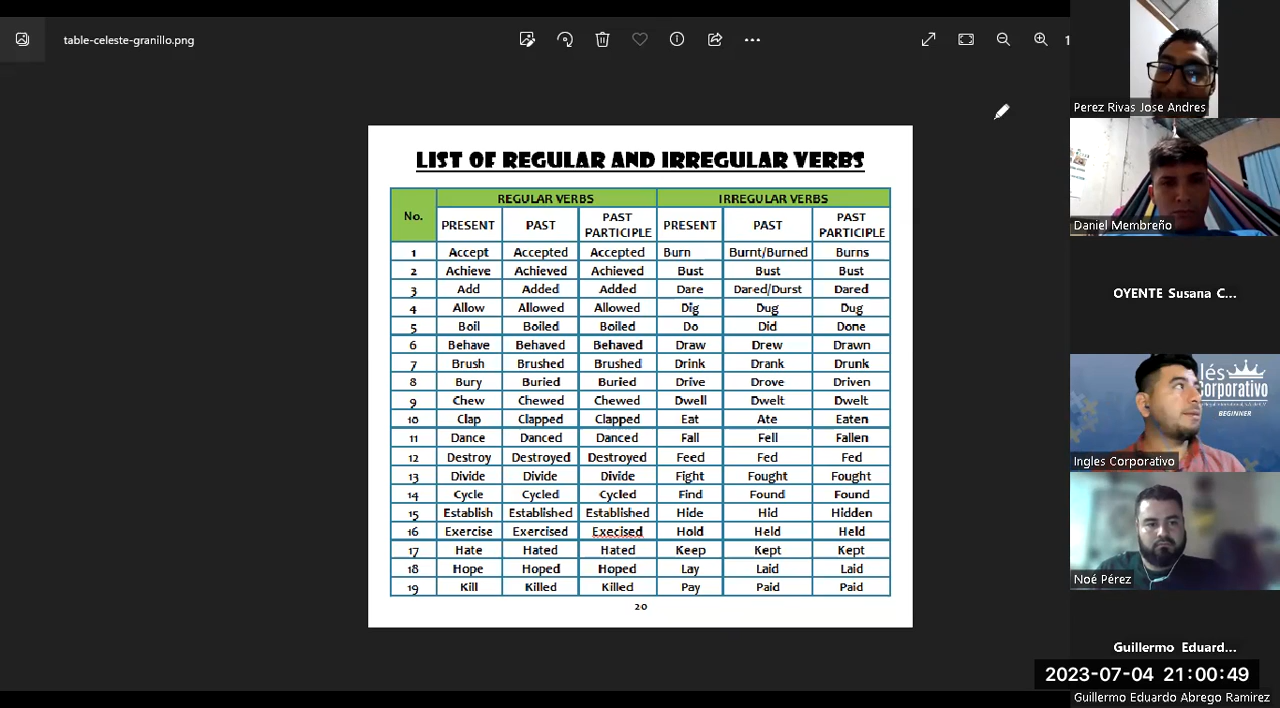 table-celeste-granillo.png
1
LIST OF REGULAR AND IRREGULAR VERBS
No. REGULAR VERBS IRREGULAR VERBS
PRESENT PAST PAST PARTICIPLE PRESENT PAST PAST PARTICIPLE
1 Accept Accepted Accepted Burn Burnt/Burned Burns
2 Achieve Achieved Achieved Bust Bust Bust
3 Add Added Added Dare Dared/Durst Dared
4 Allow Allowed Allowed Dig Dug Dug
5 Boil Boiled Boiled Do Did Done
6 Behave Behaved Behaved Draw Drew Drawn
7 Brush Brushed Brushed Drink Drank Drunk
8 Bury Buried Buried Drive Drove Driven
9 Chew Chewed Chewed Dwell Dwelt Dwelt
10 Clap Clapped Clapped Eat Ate Eaten
11 Dance Danced Danced Fall Fell Fallen
12 Destroy Destroyed Destroyed Feed Fed Fed
13 Divide Divide Divide Fight Fought Fought
14 Cycle Cycled Cycled Find Found Found
15 Establish Established Established Hide Hid Hidden
16 Exercise Exercised Execised Hold Held Held
17 Hate Hated Hated Keep Kept Kept
18 Hope Hoped Hoped Lay Laid Laid
19 Kill Killed Killed Pay Paid Paid
20
Perez Rivas Jose Andres
Daniel Membreño
OYENTE Susana C...
lés
Corporativo
BEGINNER
Ingles Corporativo
Noé Pérez
Guillermo Eduard...
2023-07-04 21:00:49
Guillermo Eduardo Abrego Ramirez